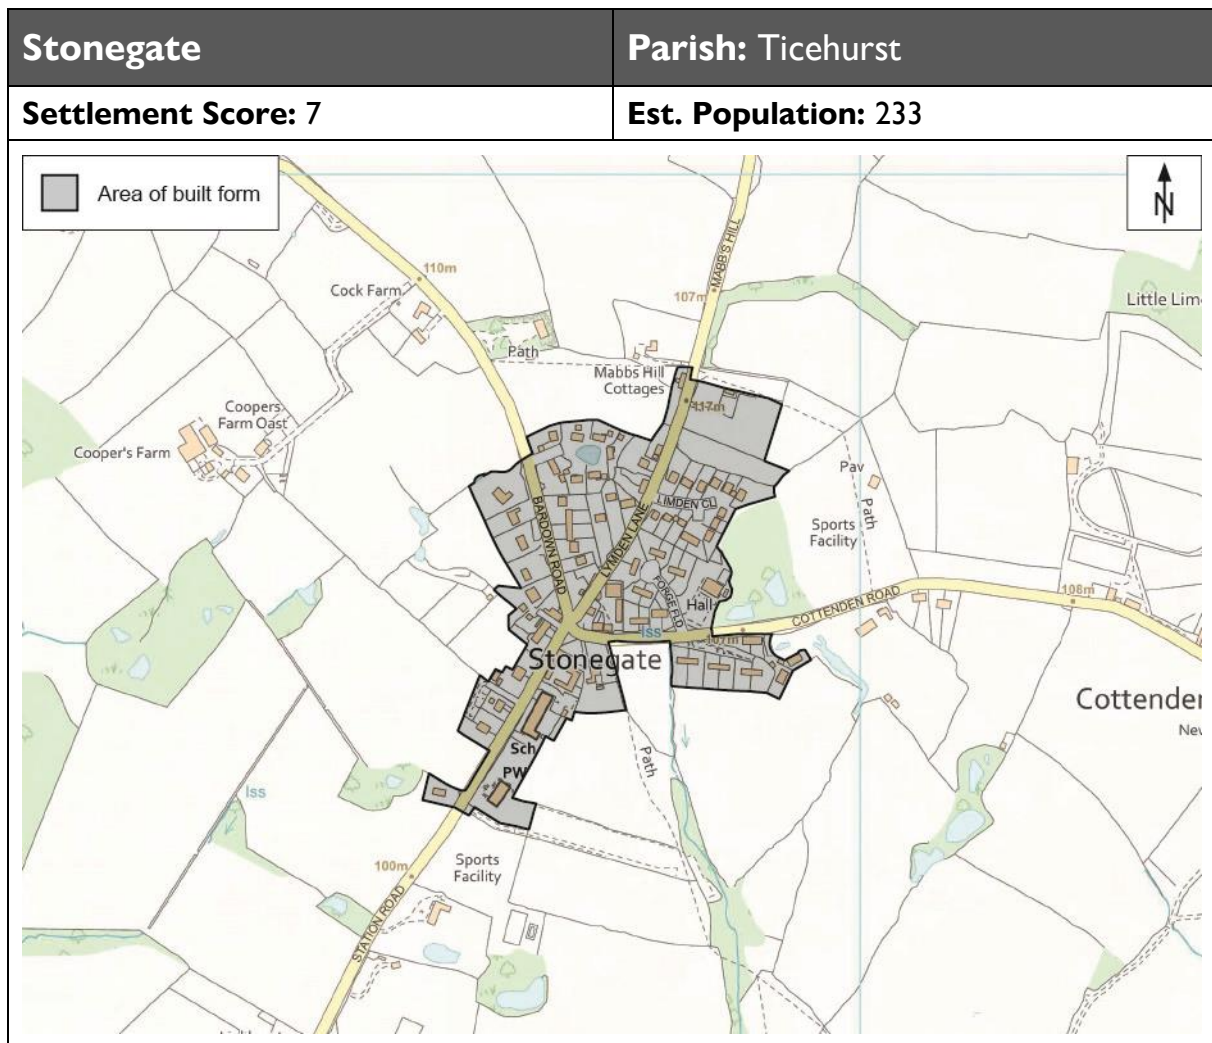 Stonegate
Parish: Ticehurst
Settlement Score: 7
Est. Population: 233
Area of built form
N
MABB'S HILL
110m
Cock Farm
107m
Little Lim
Path
Mabbs Hill
Cottages
117m
Coopers
Farm Oast
Cooper's Farm
Pav
Path
LIMDEN CL
BARDOWN ROAD
LYMDEN LANE
Sports
Facility
FORGE FLD
Hall
COTTENDEN ROAD
108m
Iss
107m
Stonegate
Cottenden
New
Sch
PW
Path
Iss
Sports
Facility
100m
STATION ROAD